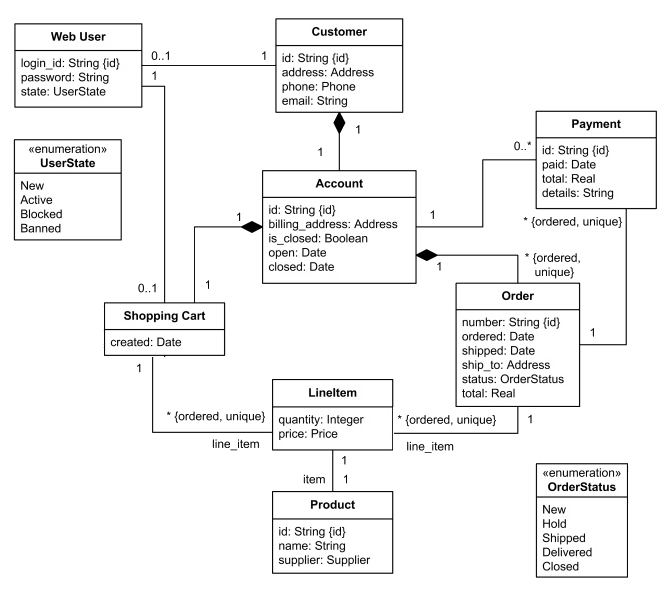 Web User
login_id: String {id}
password: String
state: UserState
Customer
id: String {id}
address: Address
phone: Phone
email: String
0..1
1
1
1
1
«enumeration»
UserState
New
Active
Blocked
Banned
Account
id: String {id}
billing_address: Address
is_closed: Boolean
open: Date
closed: Date
Payment
id: String {id}
paid: Date
total: Real
details: String
0..*
1
* {ordered,
unique}
1
1
0..1
1
* {ordered,
unique}
1
Shopping Cart
created: Date
Order
number: String {id}
ordered: Date
shipped: Date
ship_to: Address
status: OrderStatus
total: Real
1
1
LineItem
quantity: Integer
price: Price
* {ordered, unique}
line_item
* {ordered, unique}
line_item
1
1
item
1
Product
id: String {id}
name: String
supplier: Supplier
«enumeration»
OrderStatus
New
Hold
Shipped
Delivered
Closed